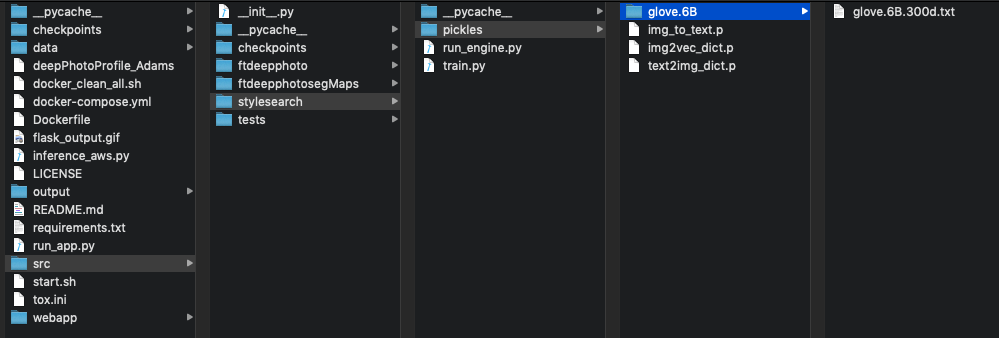 __pycache__
checkpoints
data
deepPhotoProfile_Adams
docker_clean_all.sh
docker-compose.yml
Dockerfile
flask_output.gif
inference_aws.py
LICENSE
output
README.md
requirements.txt
run_app.py
src
start.sh
tox.ini
webapp
__init__.py
__pycache__
checkpoints
ftdeepphoto
ftdeepphotosegMaps
stylesearch
tests
__pycache__
pickles
run_engine.py
train.py
glove.6B
img_to_text.p
img2vec_dict.p
text2img_dict.p
glove.6B.300d.txt